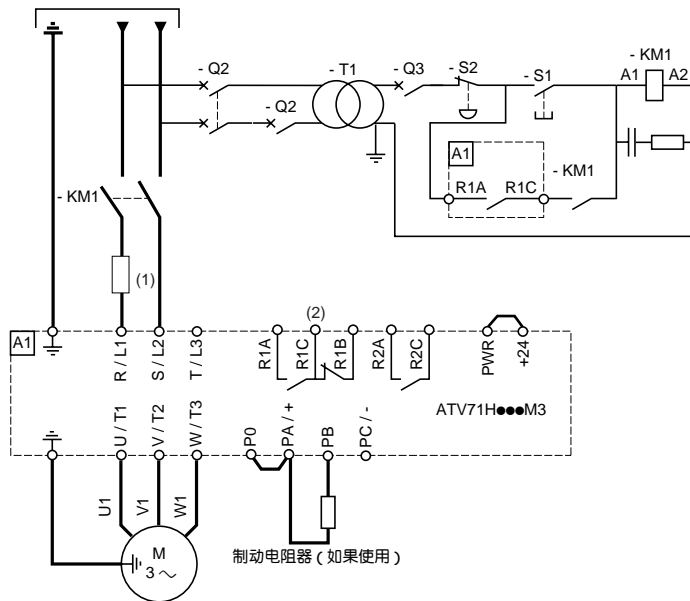 - Q2
- T1
- Q3
- S2
- S1
- KM1
A1
A2
- Q2
A1
- KM1
R1A
R1C
- KM1
(1)
(2)
A1
R / L1
S / L2
T / L3
R1A
R1C
R1B
R2A
R2C
PWR
+24
ATV71H●●●M3
U / T1
V / T2
W / T3
P0
PA / +
PB
PC / -
U1
V1
W1
M
3 ~
制动电阻器 ( 如果使用 )